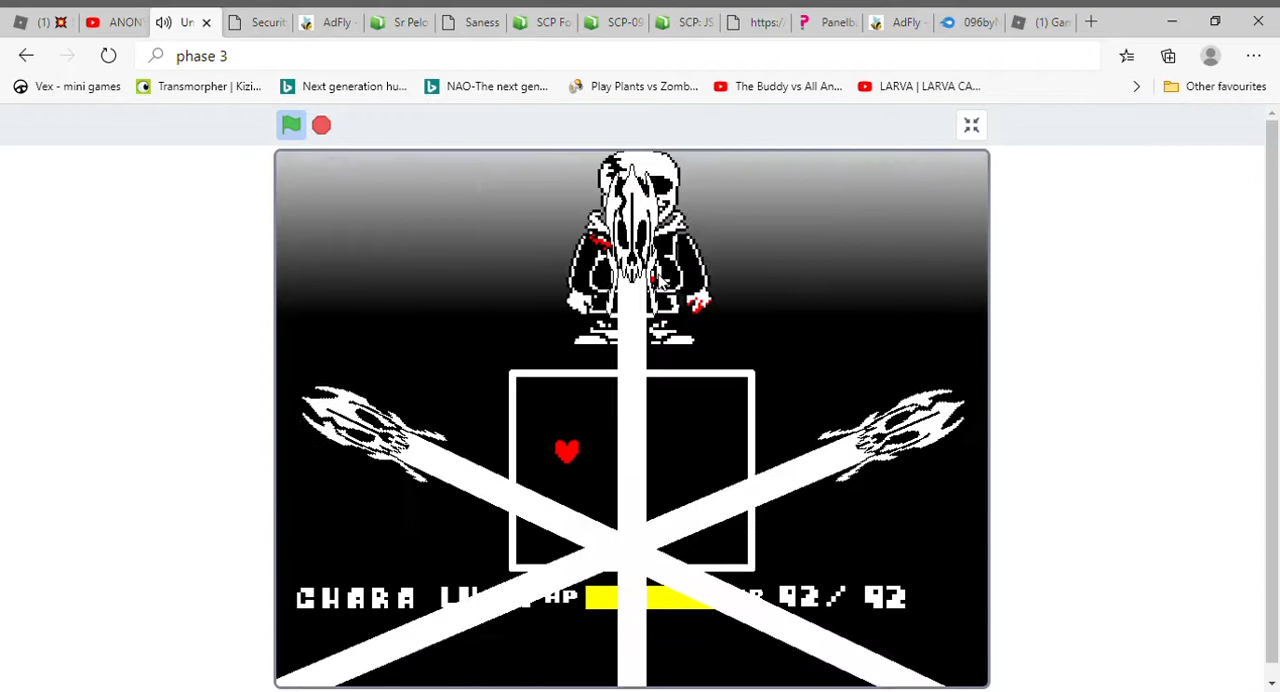 (1) ANON Un Securit AdFly - Sr Pelo Saness SCP Fo SCP-09 SCP: JS https:/ Panelb AdFly - 096by (1) Gar
phase 3
Vex - mini games Transmorpher | Kizi... Next generation hu... NAO-The next gen... Play Plants vs Zomb... The Buddy vs All An... LARVA | LARVA CA... Other favourites
CHARA HP 92/ 92